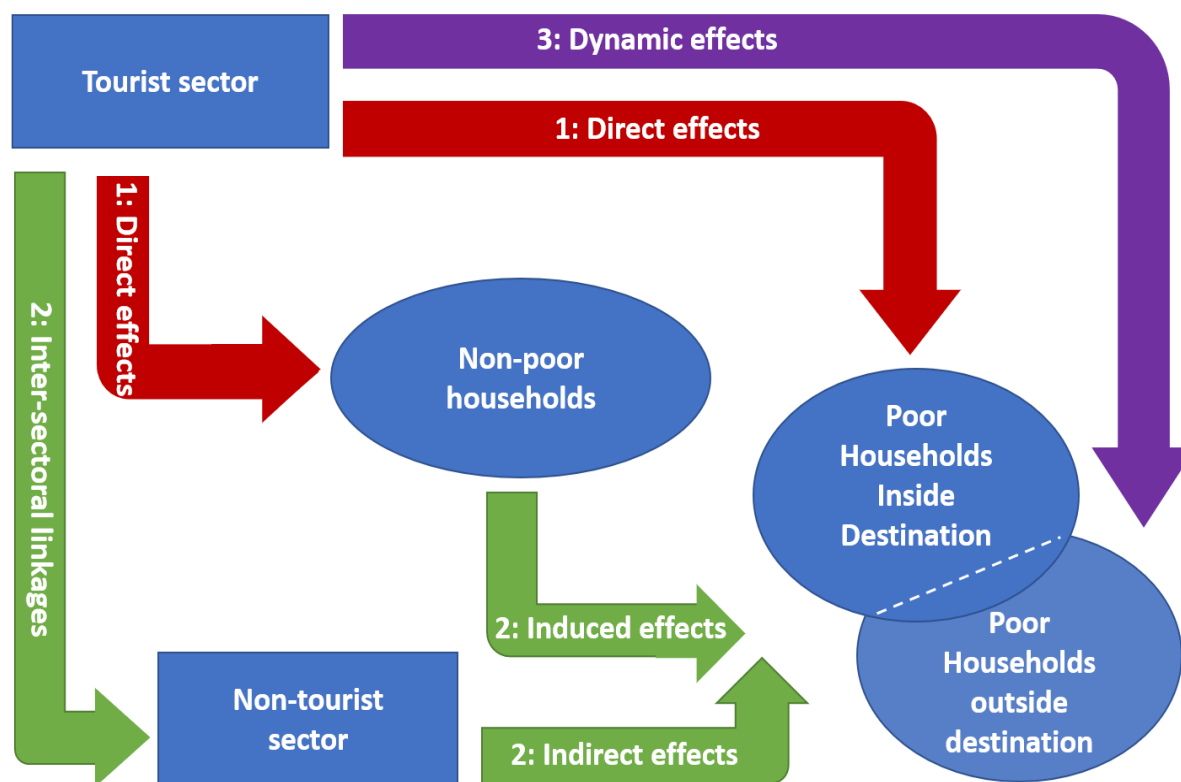 3: Dynamic effects
Tourist sector
1: Direct effects
1: Direct effects
2: Inter-sectoral linkages
Non-poor
households
Poor
Households
Inside
Destination
2: Induced effects
Poor
Households
outside
destination
Non-tourist
sector
2: Indirect effects